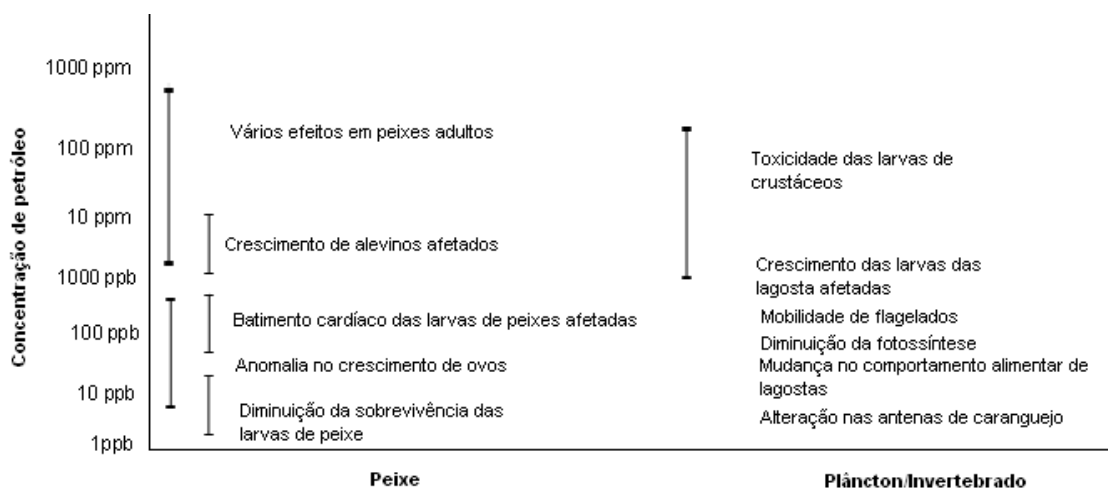 Concentração de petróleo
1000 ppm
100 ppm
10 ppm
1000 ppb
100 ppb
10 ppb
1ppb
Vários efeitos em peixes adultos
Crescimento de alevinos afetados
Batimento cardíaco das larvas de peixes afetadas
Anomalia no crescimento de ovos
Diminuição da sobrevivência das
larvas de peixe
Toxicidade das larvas de
crustáceos
Crescimento das larvas das
lagosta afetadas
Mobilidade de flagelados
Diminuição da fotossíntese
Mudança no comportamento alimentar de
lagostas
Alteração nas antenas de caranguejo
Peixe
Plâncton/Invertebrado